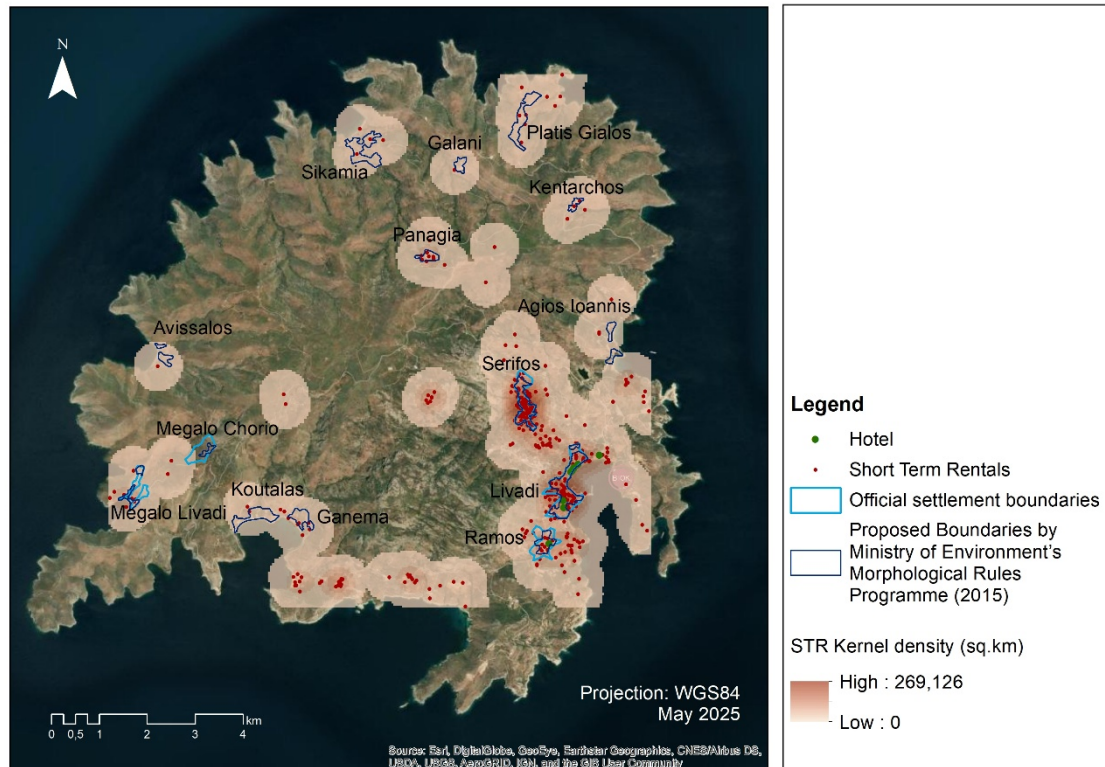 N
Platis Gialos
Galani
Sikamia
Kentarchos
Panagia
Agios Ioannis
Avissalos
Serifos
Megalo Chorio
Livadi
Koutalas
Megalo Livadi
Ganema
Ramos
Projection: WGS84
May 2025
km
0 0,5 1 2 3 4
Source: Esri, DigitalGlobe, GeoEye, Earthstar Geographics, CNES/Airbus DS,
USDA, USGS, AeroGRID, IGN, and the GIS User Community
Legend
Hotel
Short Term Rentals
Official settlement boundaries
Proposed Boundaries by
Ministry of Environment's
Morphological Rules
Programme (2015)
STR Kernel density (sq.km)
High : 269,126
Low : 0